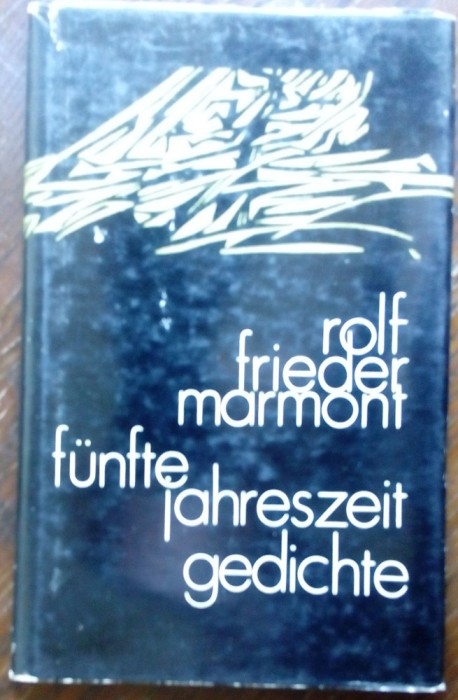 rolf
frieder
marmont
fünfte
jahreszeit
gedichte